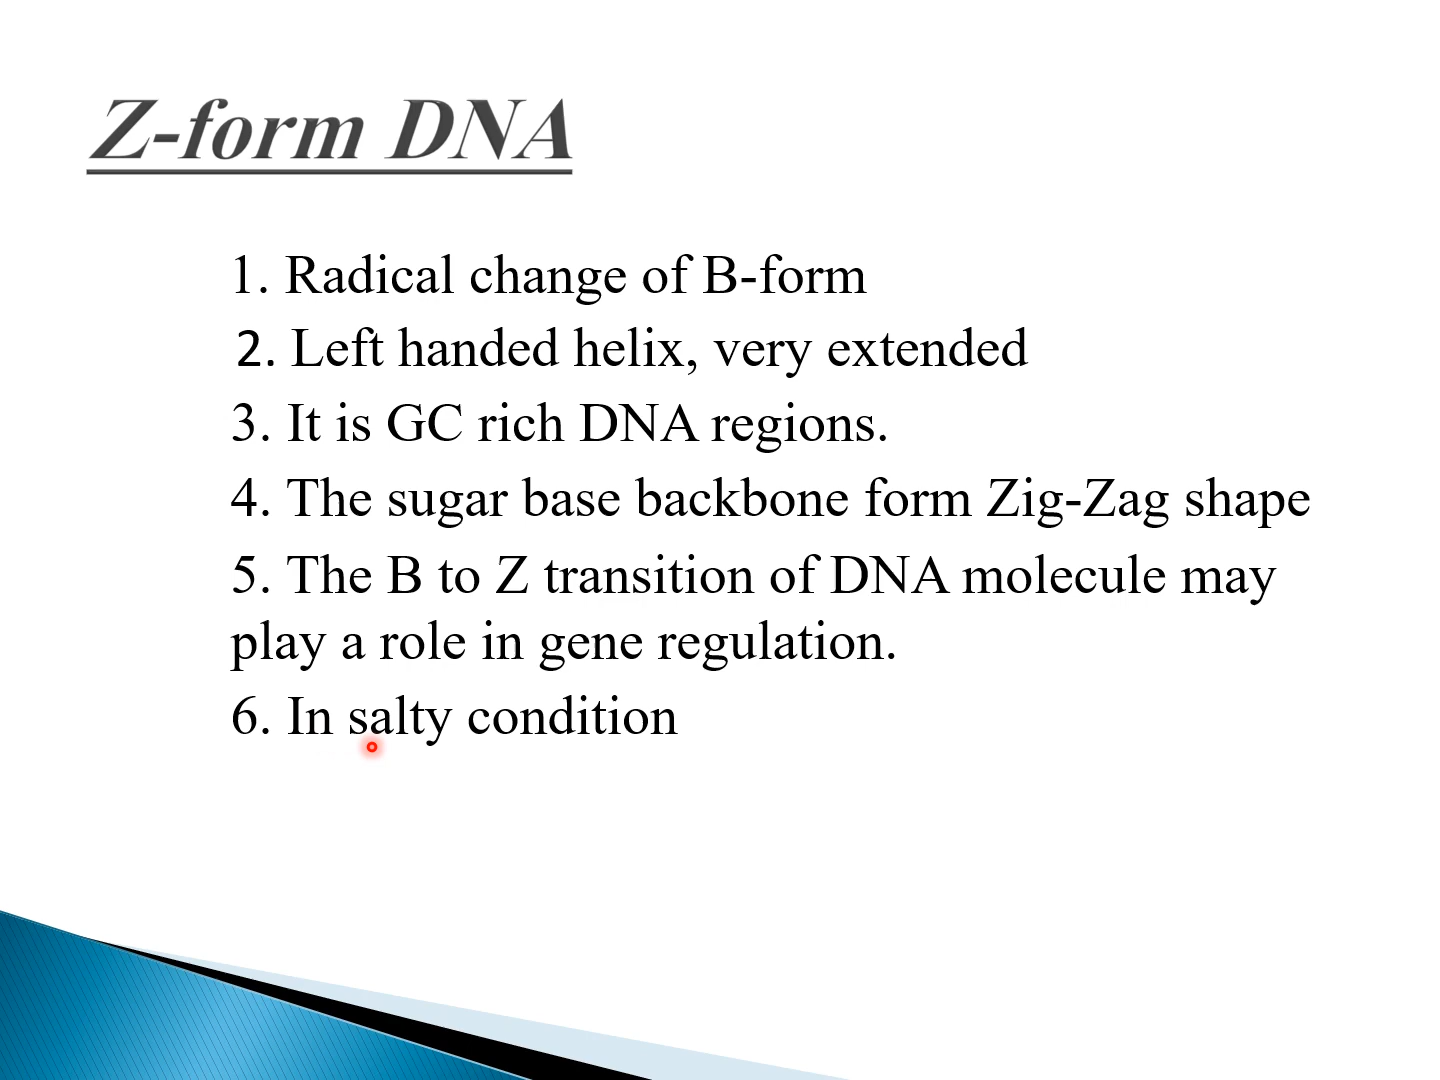 Z-form DNA
1. Radical change of B-form
2. Left handed helix, very extended
3. It is GC rich DNA regions.
4. The sugar base backbone form Zig-Zag shape
5. The B to Z transition of DNA molecule may
play a role in gene regulation.
6. In salty condition